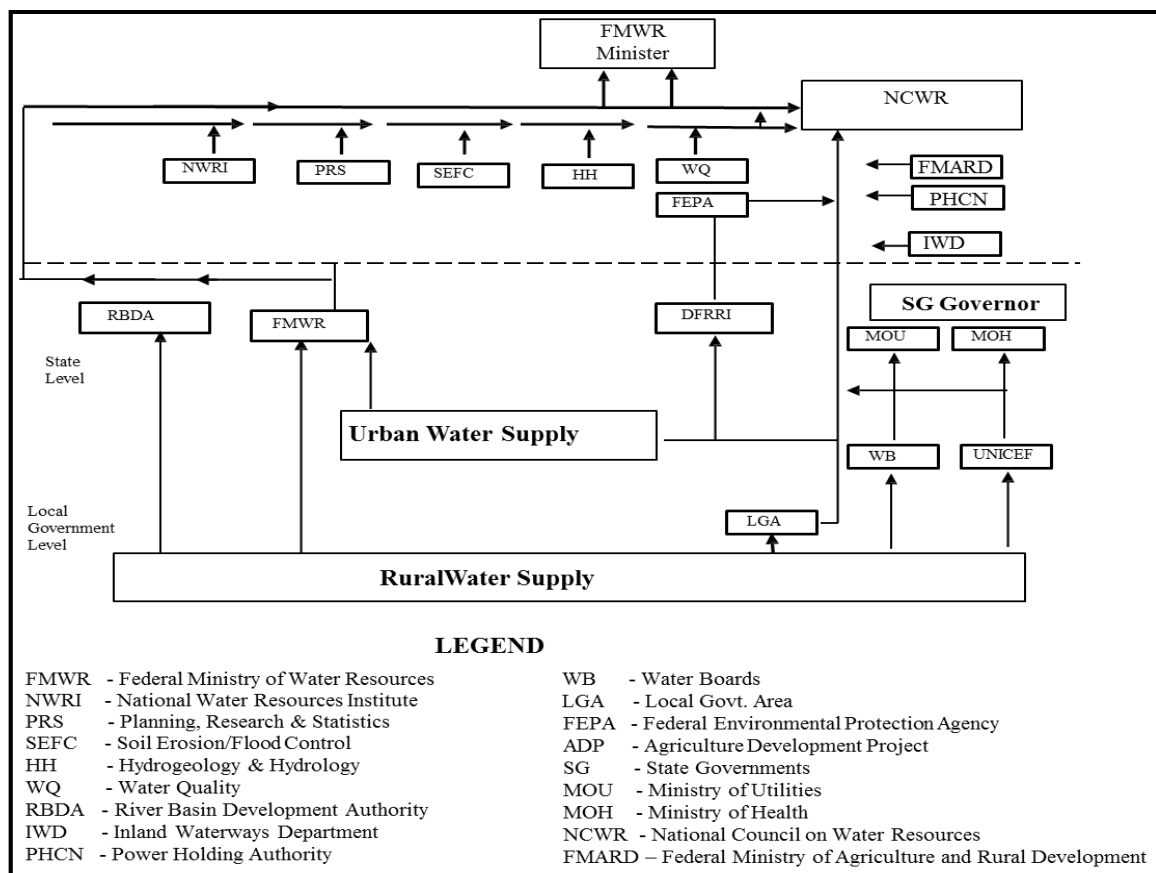 FMWR
Minister
NCWR
NWRI
PRS
SEFC
HH
WQ
FMARD
FEPA
PHCN
IWD
RBDA
FMWR
DFRRI
SG Governor
MOU
MOH
State
Level
Urban Water Supply
WB
UNICEF
Local
Government
Level
LGA
RuralWater Supply
LEGEND
FMWR - Federal Ministry of Water Resources
NWRI - National Water Resources Institute
PRS - Planning, Research & Statistics
SEFC - Soil Erosion/Flood Control
HH - Hydrogeology & Hydrology
WQ - Water Quality
RBDA - River Basin Development Authority
IWD - Inland Waterways Department
PHCN - Power Holding Authority
WB - Water Boards
LGA - Local Govt. Area
FEPA - Federal Environmental Protection Agency
ADP - Agriculture Development Project
SG - State Governments
MOU - Ministry of Utilities
MOH - Ministry of Health
NCWR - National Council on Water Resources
FMARD – Federal Ministry of Agriculture and Rural Development